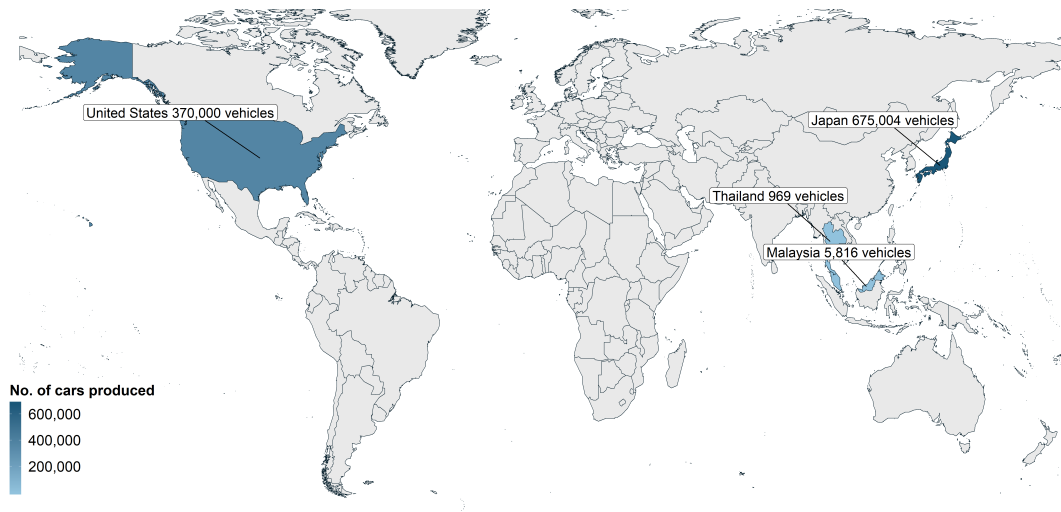 United States 370,000 vehicles
Japan 675,004 vehicles
Thailand 969 vehicles
Malaysia 5,816 vehicles
No. of cars produced
600,000
400,000
200,000